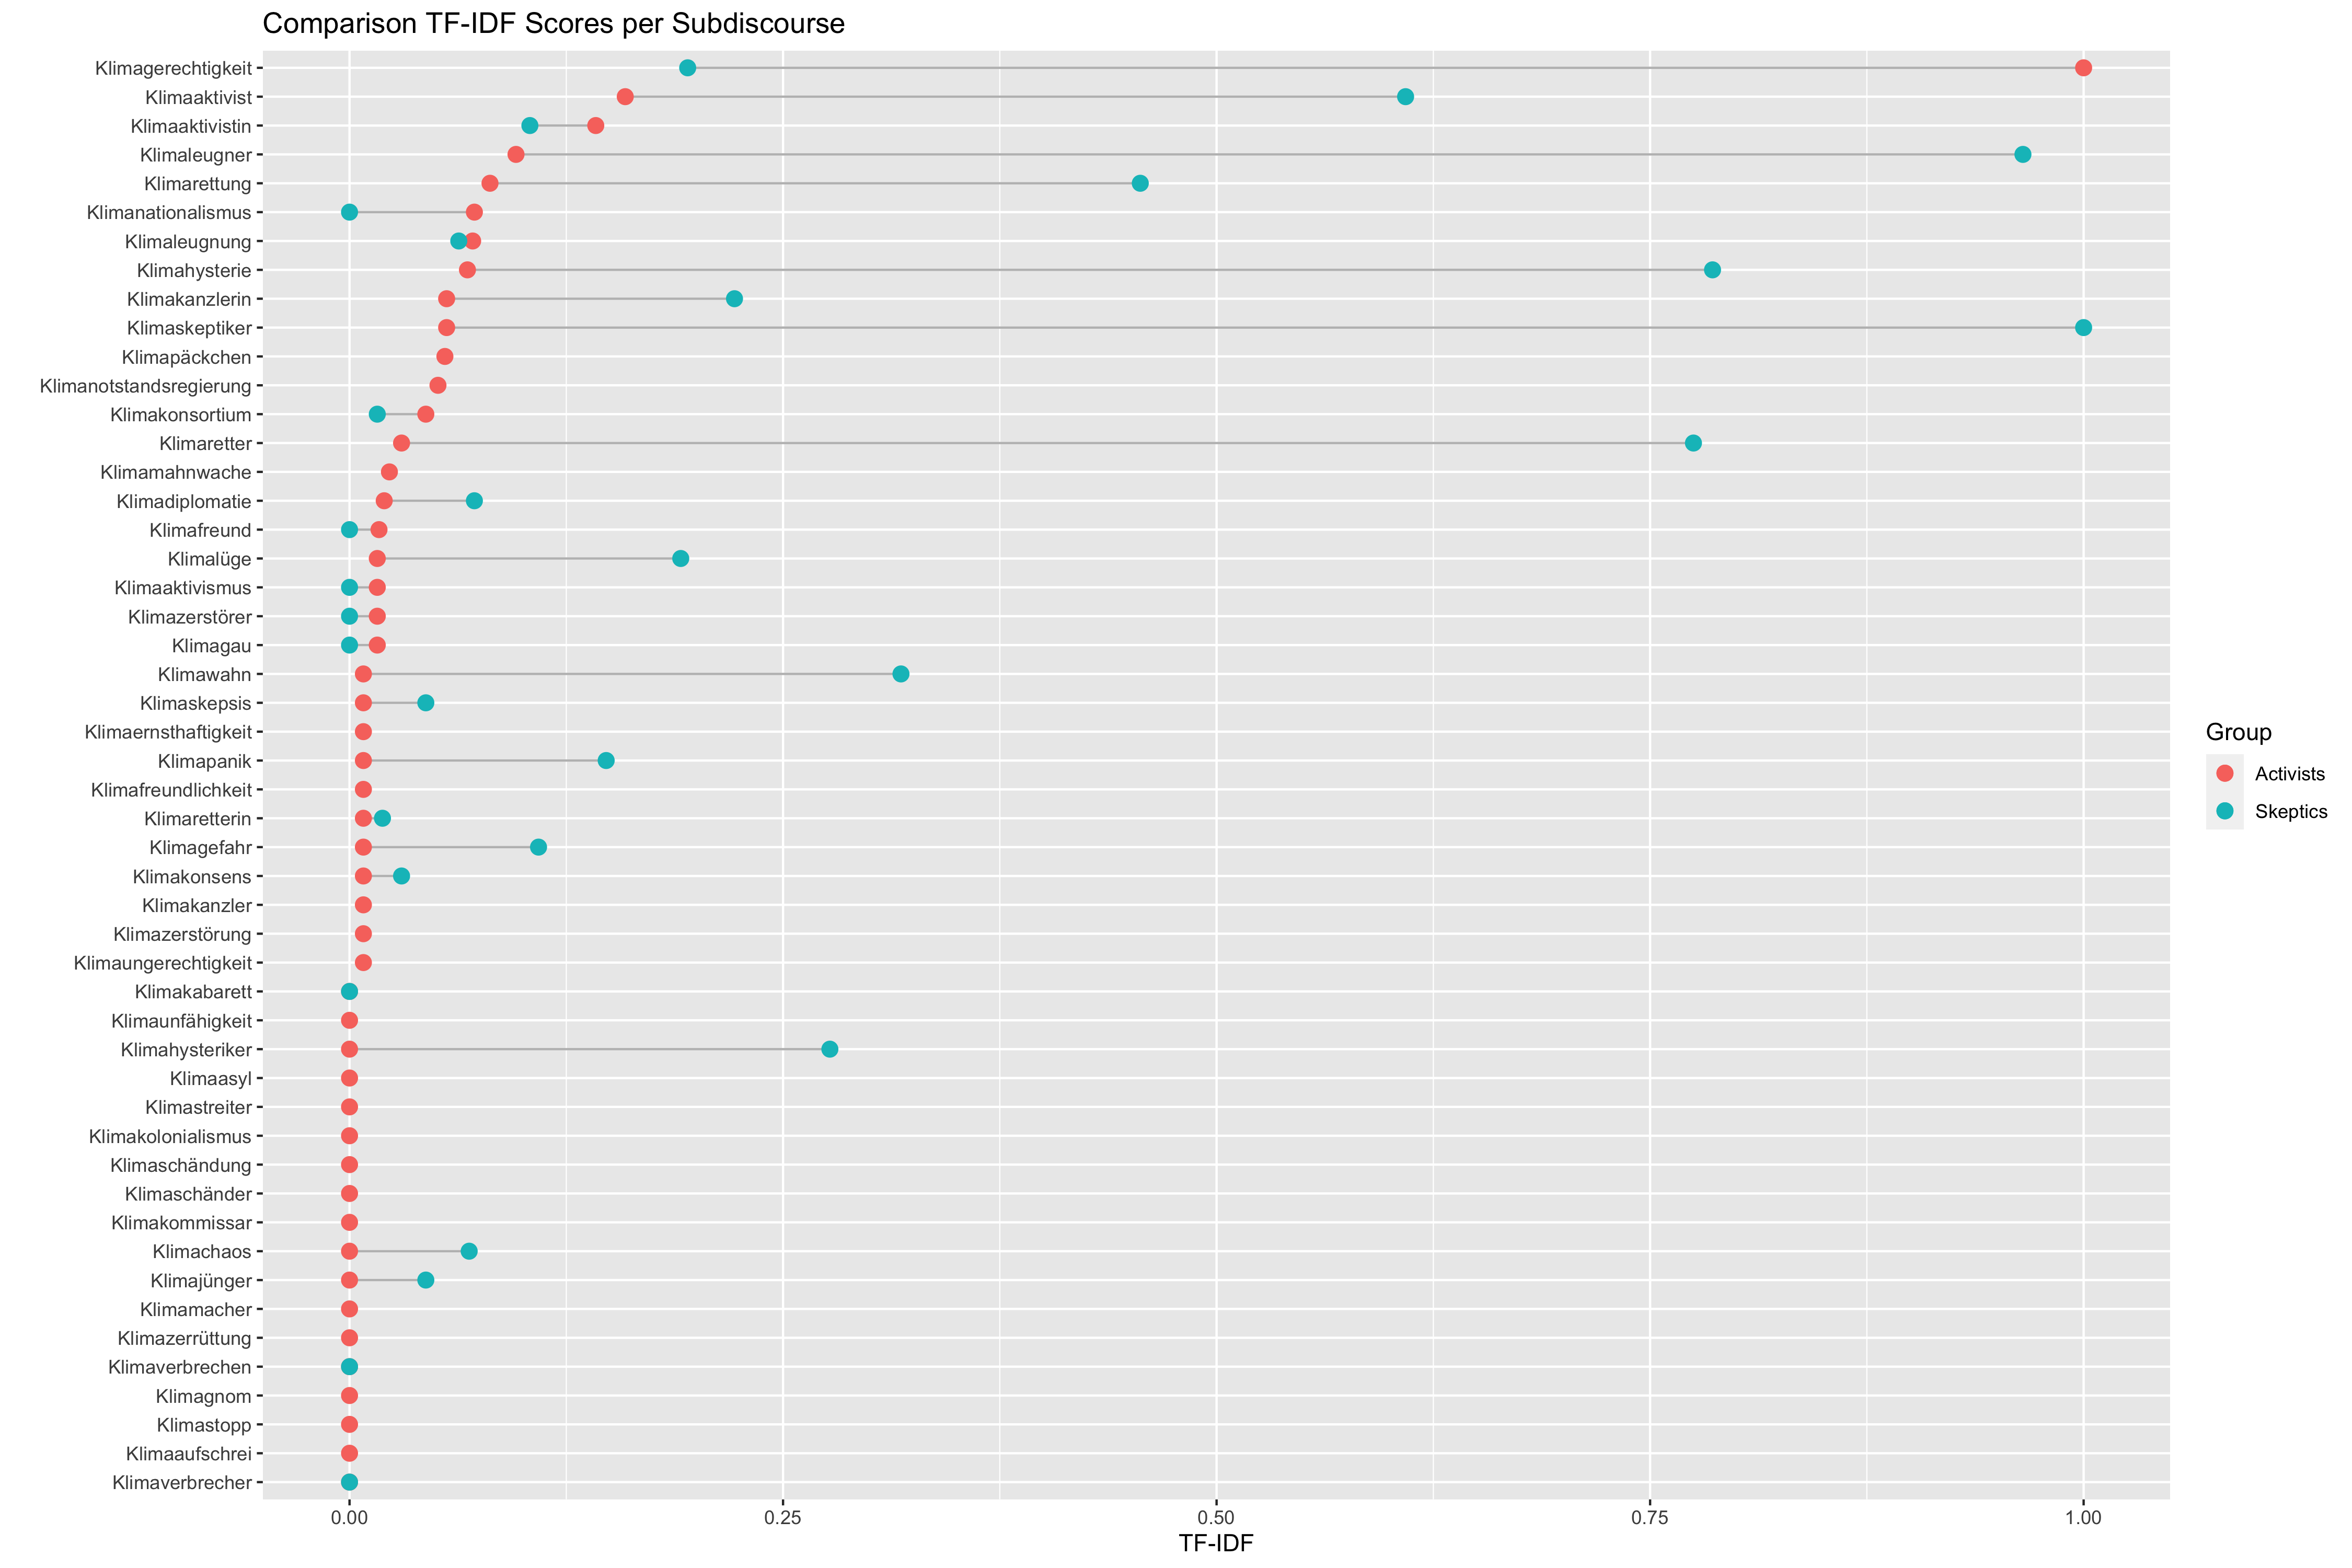 Comparison TF-IDF Scores per Subdiscourse
Klimagerechtigkeit
Klimaaktivist
Klimaaktivistin
Klimaleugner
Klimarettung
Klimanationalismus
Klimaleugnung
Klimahysterie
Klimakanzlerin
Klimaskeptiker
Klimapäckchen
Klimanotstandsregierung
Klimakonsortium
Klimaretter
Klimamahnwache
Klimadiplomatie
Klimafreund
Klimalüge
Klimaaktivismus
Klimazerstörer
Klimagau
Klimawahn
Klimaskepsis
Klimaernsthaftigkeit
Klimapanik
Klimafreundlichkeit
Klimaretterin
Klimagefahr
Klimakonsens
Klimakanzler
Klimazerstörung
Klimaungerechtigkeit
Klimakabarett
Klimaunfähigkeit
Klimahysteriker
Klimaasyl
Klimastreiter
Klimakolonialismus
Klimaschändung
Klimaschänder
Klimakommissar
Klimachaos
Klimajünger
Klimamacher
Klimazerrüttung
Klimaverbrechen
Klimagnom
Klimastopp
Klimaaufschrei
Klimaverbrecher
0.00 0.25 0.50 0.75 1.00
TF-IDF
Group
Activists
Skeptics